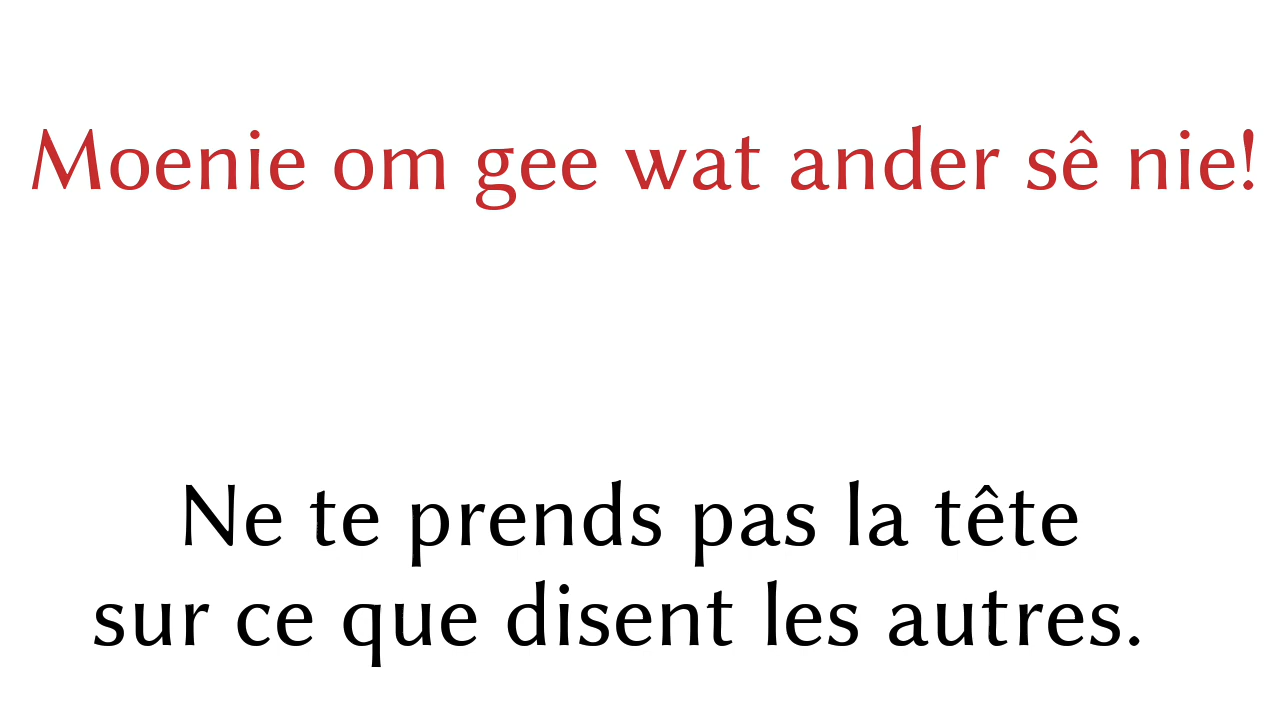 Moenie om gee wat ander sê nie!
Ne te prends pas la tête
sur ce que disent les autres.